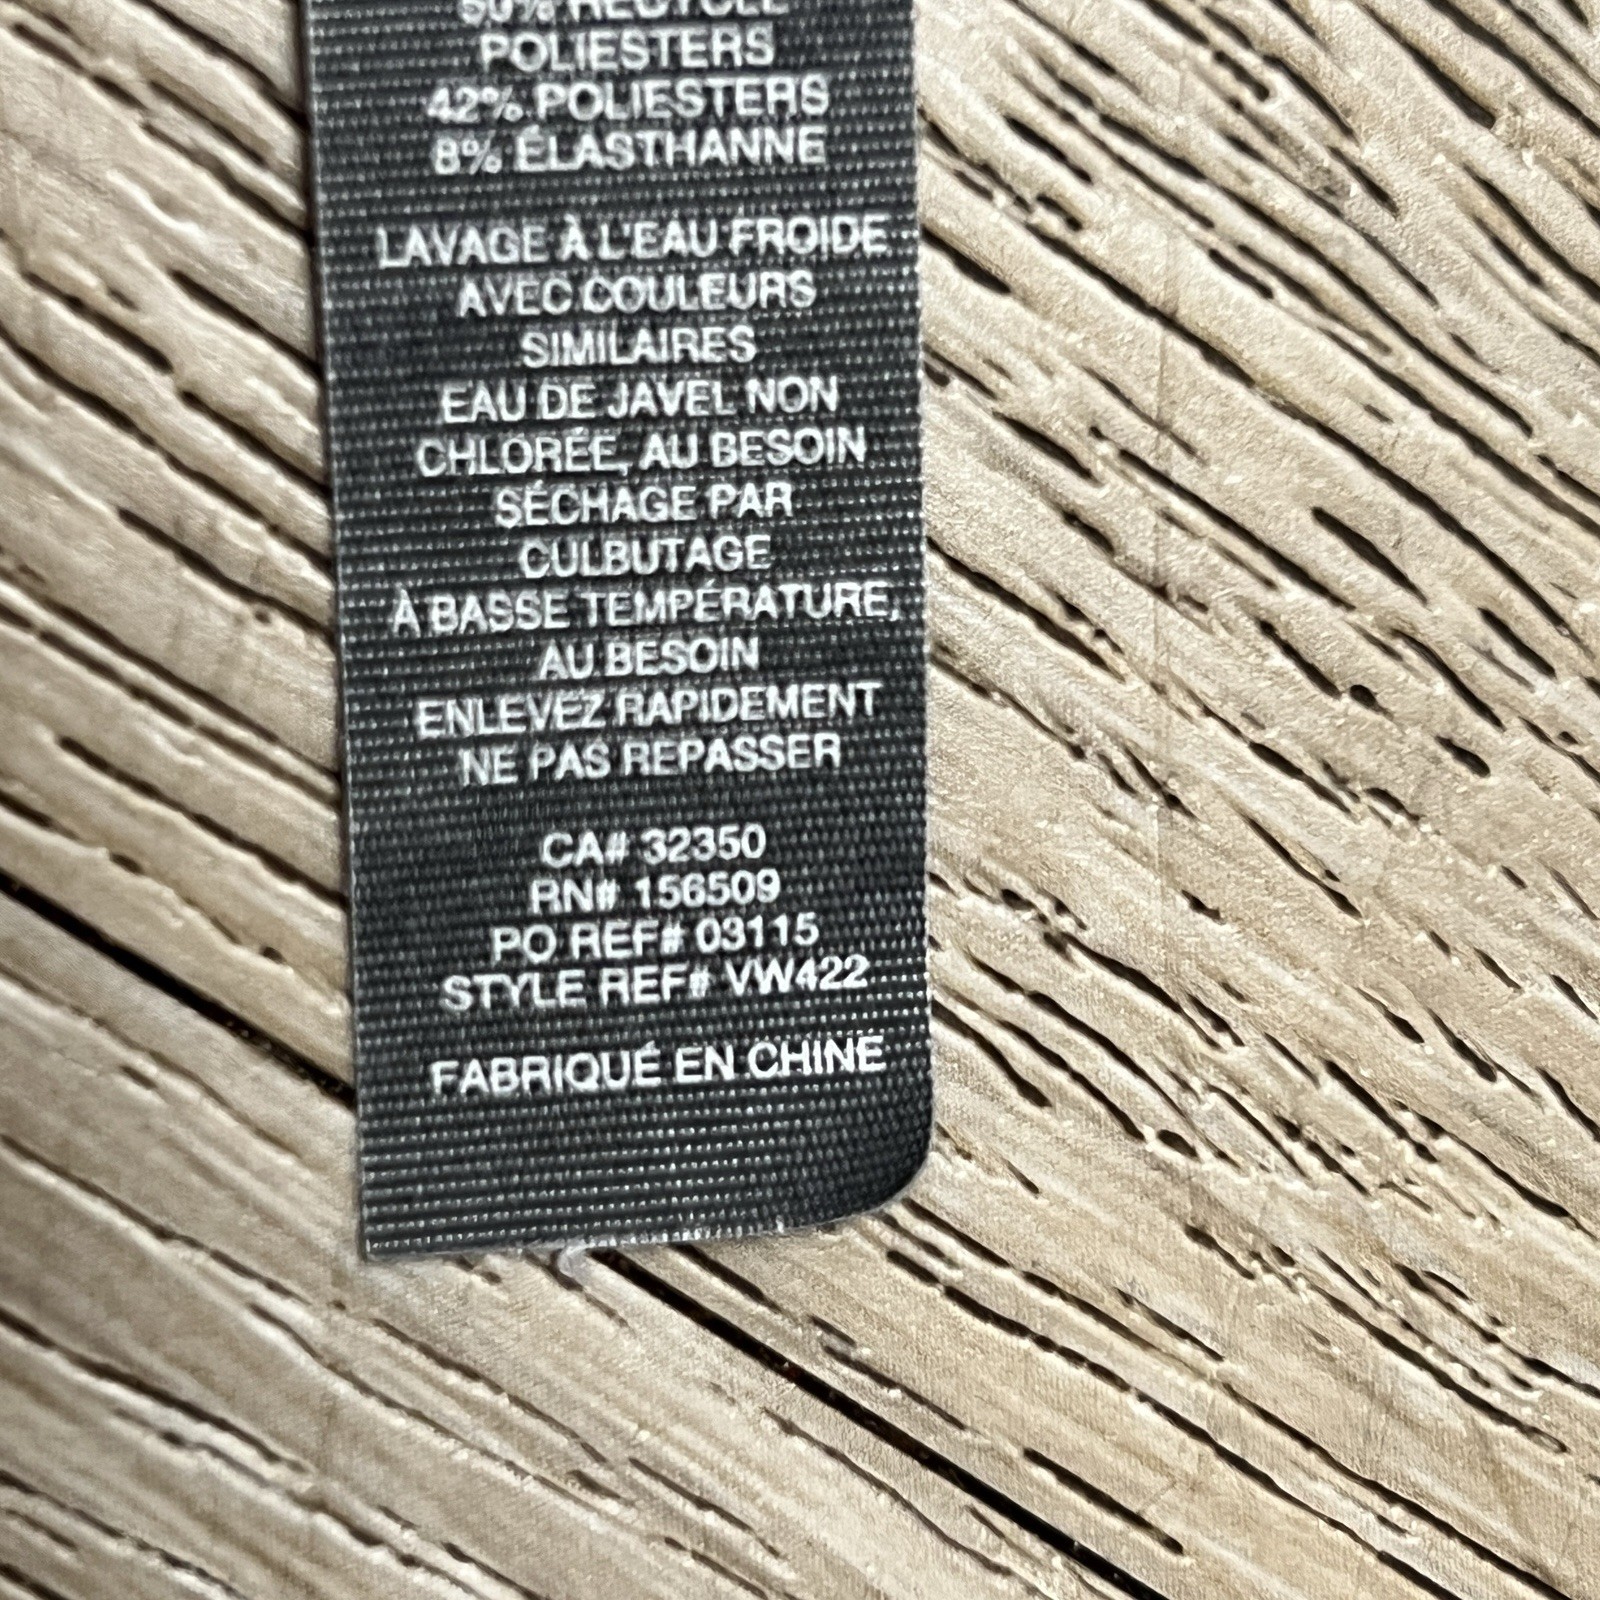 50% RECYCLE
POLIESTERS
42% POLIESTERS
8% ÉLASTHANNE
LAVAGE À L'EAU FROIDE
AVEC COULEURS
SIMILAIRES
EAU DE JAVEL NON
CHLORÉE, AU BESOIN
SÉCHAGE PAR
CULBUTAGE
À BASSE TEMPÉRATURE,
AU BESOIN
ENLEVEZ RAPIDEMENT
NE PAS REPASSER
CA# 32350
RN# 156509
PO REF# 03115
STYLE REF# VW422
FABRIQUÉ EN CHINE